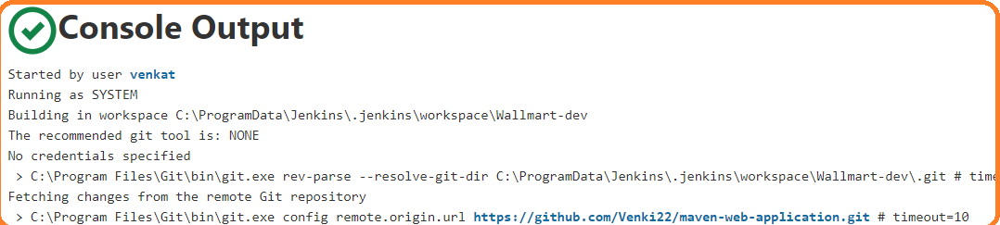 Console Output
Started by user venkat
Running as SYSTEM
Building in workspace C:\ProgramData\Jenkins\.jenkins\workspace\Wallmart-dev
The recommended git tool is: NONE
No credentials specified
> C:\Program Files\Git\bin\git.exe rev-parse --resolve-git-dir C:\ProgramData\Jenkins\.jenkins\workspace\Wallmart-dev\.git #
Fetching changes from the remote Git repository
> C:\Program Files\Git\bin\git.exe config remote.origin.url https://github.com/Venki22/maven-web-application.git # timeout=10